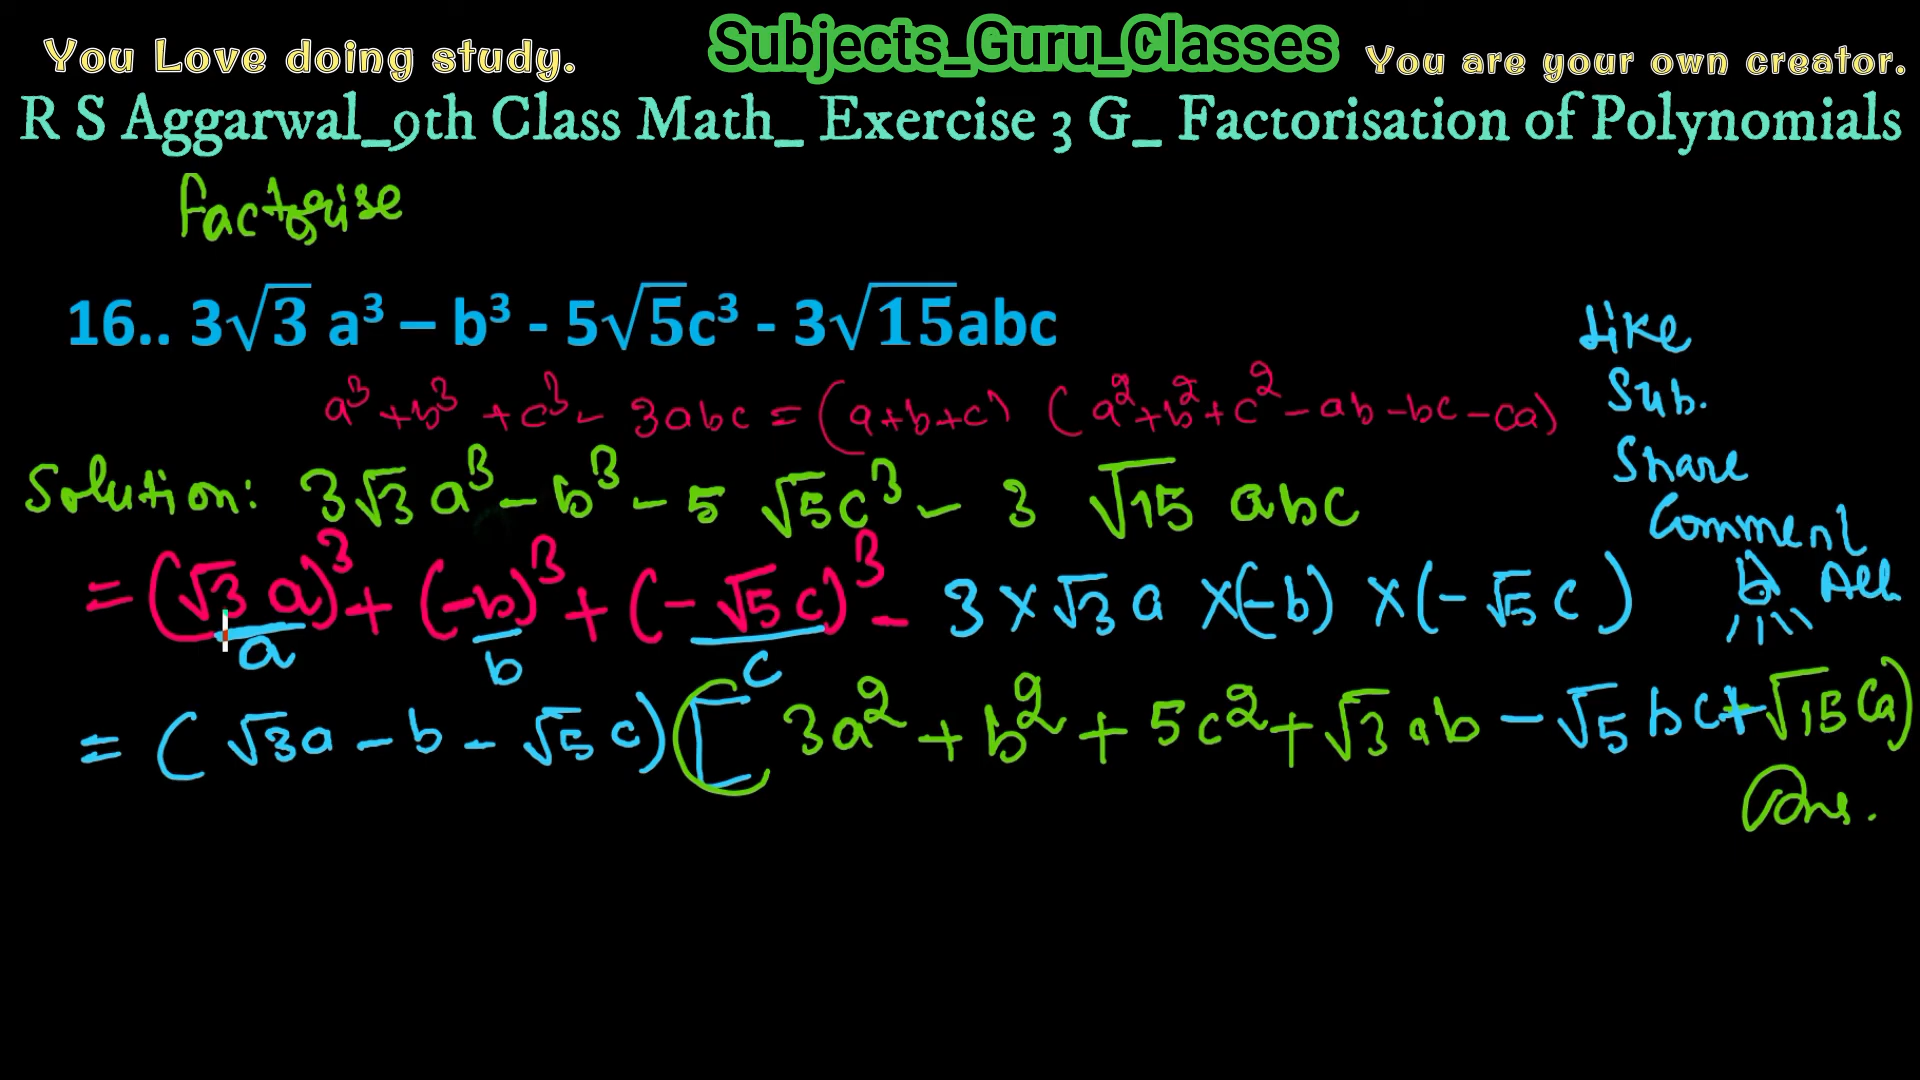 Subjects_Guru_Classes
You Love doing study.
You are your own creator.
R S Aggarwal_9th Class Math_ Exercise 3 G_ Factorisation of Polynomials
Factorise
16.. 3√3 a³ – b³ - 5√5c³ - 3√15abc
a³ + b³ + c³ - 3abc = (a+b+c) (a²+b²+c²-ab-bc-ca)
Solution: 3√3 a³ - b³ - 5 √5c³ - 3 √15 abc
= (√3 a)³ + (-b)³ + (-√5 c)³ - 3 × √3 a × (-b) × (-√5 c)
a b c
= (√3a - b - √5 c) ([ 3a² + b² + 5c² + √3 ab - √5 bc + √15 ca)
Ans.
Like
Sub.
Share
Comment
All